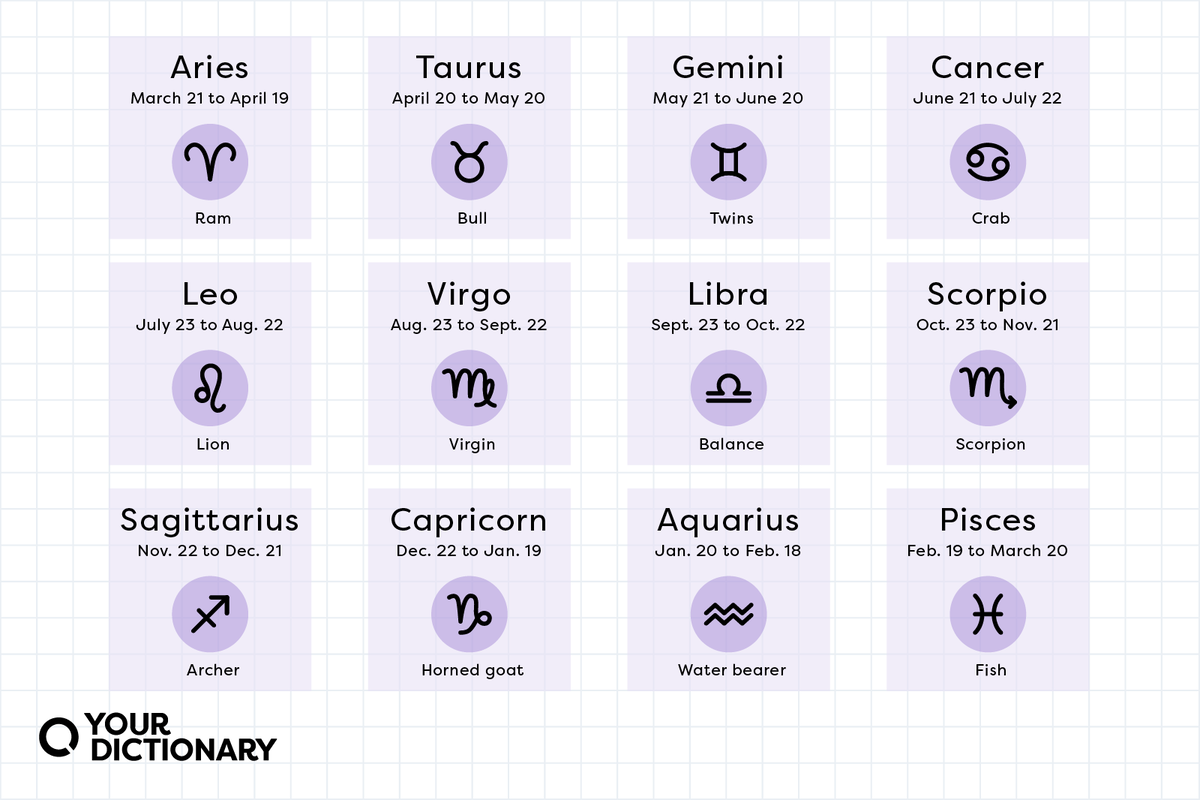 Aries
March 21 to April 19
Ram
Taurus
April 20 to May 20
Bull
Gemini
May 21 to June 20
Twins
Cancer
June 21 to July 22
Crab
Leo
July 23 to Aug. 22
Lion
Virgo
Aug. 23 to Sept. 22
Virgin
Libra
Sept. 23 to Oct. 22
Balance
Scorpio
Oct. 23 to Nov. 21
Scorpion
Sagittarius
Nov. 22 to Dec. 21
Archer
Capricorn
Dec. 22 to Jan. 19
Horned goat
Aquarius
Jan. 20 to Feb. 18
Water bearer
Pisces
Feb. 19 to March 20
Fish
YOUR
DICTIONARY